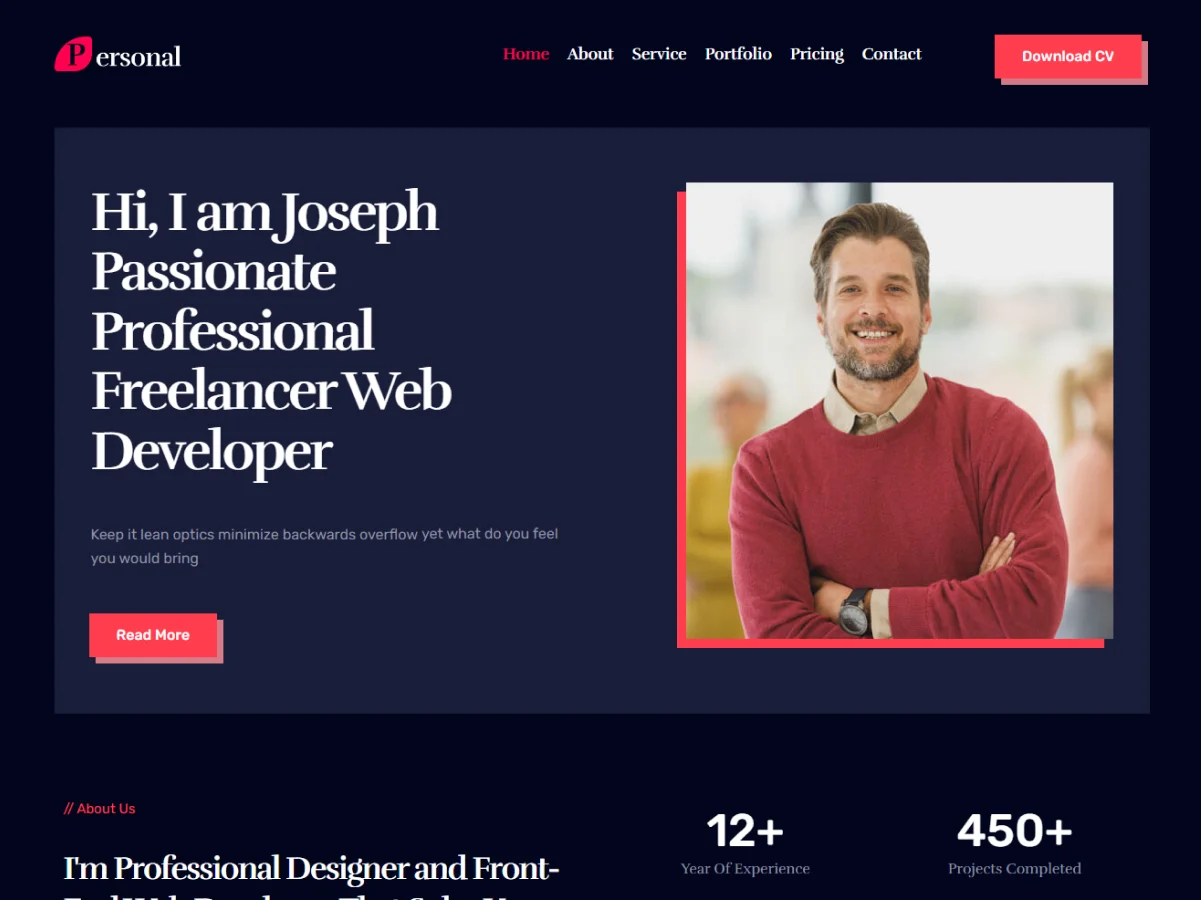 Personal
Home About Service Portfolio Pricing Contact
Download CV
Hi, I am Joseph
Passionate
Professional
Freelancer Web
Developer
Keep it lean optics minimize backwards overflow yet what do you feel
you would bring
Read More
// About Us
12+
450+
Year Of Experience
Projects Completed
I'm Professional Designer and Front-